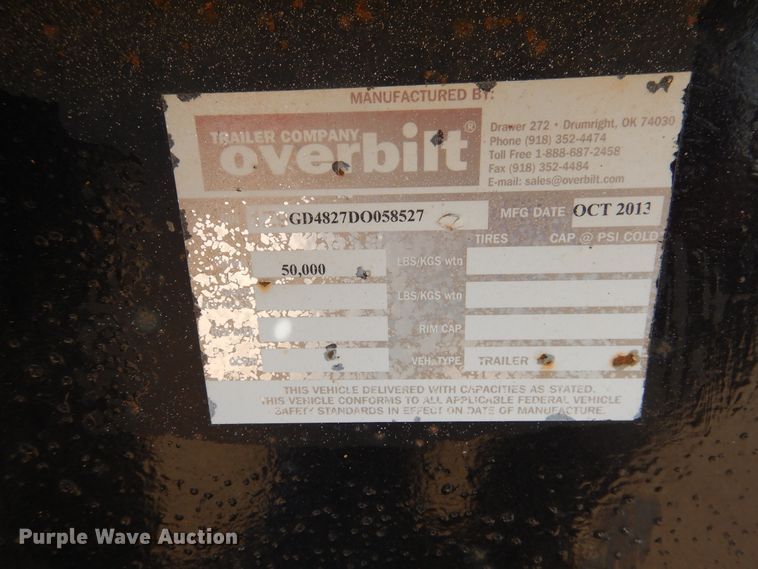 MANUFACTURED BY:
TRAILER COMPANY
overbilt®
Drawer 272 • Drumright, OK 74030
Phone (918) 352-4474
Toll Free 1-888-687-2458
Fax (918) 352-4484
E-mail: sales@overbilt.com
GD4827DO058527
MFG DATE OCT 2013
TIRES CAP @ PSI COLD
50,000 LBS/KGS wtn
LBS/KGS wtn
RIM CAP.
VEH. TYPE TRAILER
THIS VEHICLE DELIVERED WITH CAPACITIES AS STATED.
THIS VEHICLE CONFORMS TO ALL APPLICABLE FEDERAL VEHICLE
SAFETY STANDARDS IN EFFECT ON DATE OF MANUFACTURE.
Purple Wave Auction®